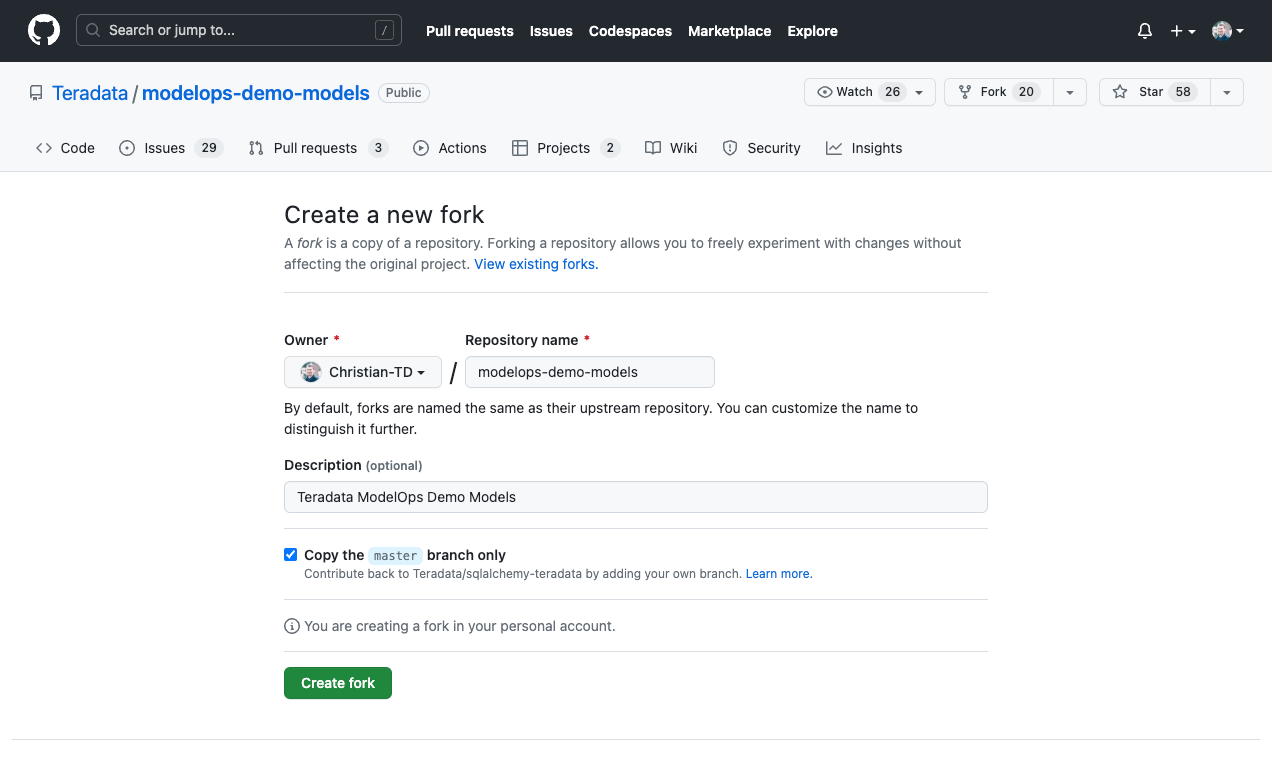 Search or jump to... /
Pull requests Issues Codespaces Marketplace Explore
Teradata / modelops-demo-models Public
Watch 26 Fork 20 Star 58
Code Issues 29 Pull requests 3 Actions Projects 2 Wiki Security Insights
Create a new fork
A fork is a copy of a repository. Forking a repository allows you to freely experiment with changes without
affecting the original project. View existing forks.
Owner * Repository name *
Christian-TD / modelops-demo-models
By default, forks are named the same as their upstream repository. You can customize the name to
distinguish it further.
Description (optional)
Teradata ModelOps Demo Models
Copy the master branch only
Contribute back to Teradata/sqlalchemy-teradata by adding your own branch. Learn more.
You are creating a fork in your personal account.
Create fork